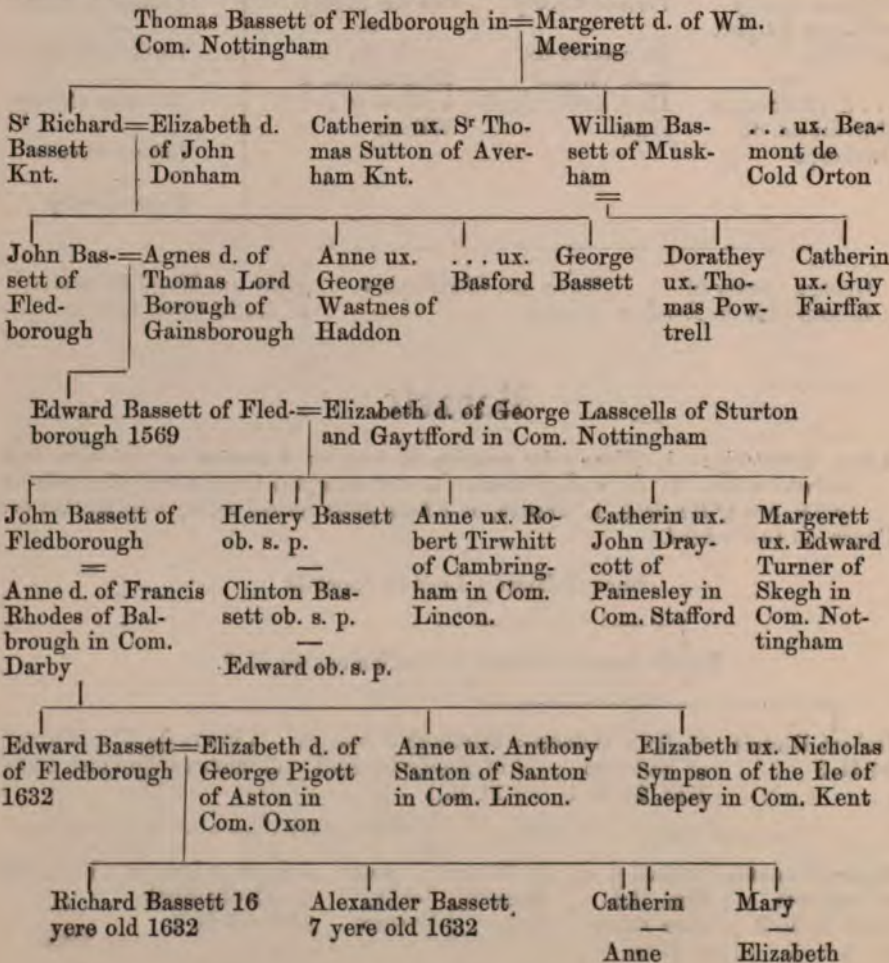 Thomas Bassett of Fledborough in=Margerett d. of Wm.
Com. Nottingham
Meering
Sr Richard=Elizabeth d.
Bassett
Knt.
of John
Donham
Catherin ux. Sr Tho-
mas Sutton of Aver-
ham Knt.
William Bas-
sett of Musk-
ham
=
. . . ux. Bea-
mont de
Cold Orton
John Bas-=Agnes d. of
sett of
Fled-
borough
Thomas Lord
Borough of
Gainsborough
Anne ux.
George
Wastnes of
Haddon
. . . ux.
Basford
George
Bassett
Dorathey
ux. Tho-
mas Pow-
trell
Catherin
ux. Guy
Fairffax
Edward Bassett of Fled-=Elizabeth d. of George Lasscells of Sturton
borough 1569
and Gaytfford in Com. Nottingham
John Bassett of
Fledborough
=
Anne d. of Francis
Rhodes of Bal-
brough in Com.
Darby
Henery Bassett
ob. s. p.
—
Clinton Bas-
sett ob. s. p.
—
Edward ob. s. p.
Anne ux. Ro-
bert Tirwhitt
of Cambring-
ham in Com.
Lincon.
Catherin ux.
John Dray-
cott of
Painesley in
Com. Stafford
Margerett
ux. Edward
Turner of
Skegh in
Com. Not-
tingham
Edward Bassett=Elizabeth d. of
of Fledborough
1632
George Pigott
of Aston in
Com. Oxon
Anne ux. Anthony
Santon of Santon
in Com. Lincon.
Elizabeth ux. Nicholas
Sympson of the Ile of
Shepey in Com. Kent
Richard Bassett 16
yere old 1632
Alexander Bassett
7 yere old 1632
Catherin
—
Anne
Mary
—
Elizabeth